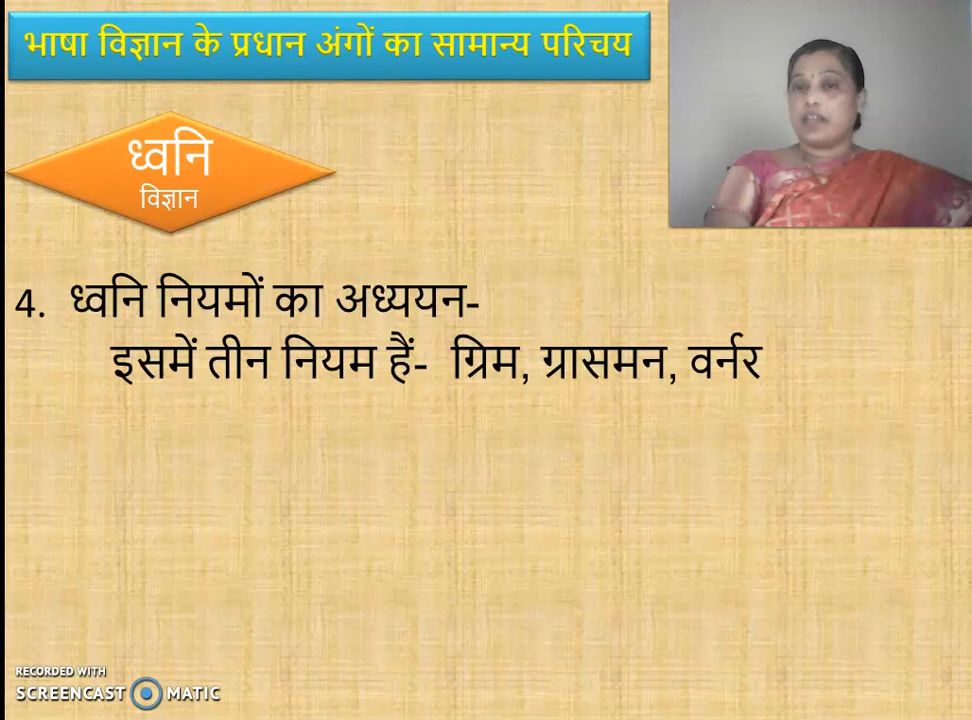 भाषा विज्ञान के प्रधान अंगों का सामान्य परिचय
ध्वनि
विज्ञान
4. ध्वनि नियमों का अध्ययन-
इसमें तीन नियम हैं- ग्रिम, ग्रासमन, वर्नर
RECORDED WITH
SCREENCAST MATIC